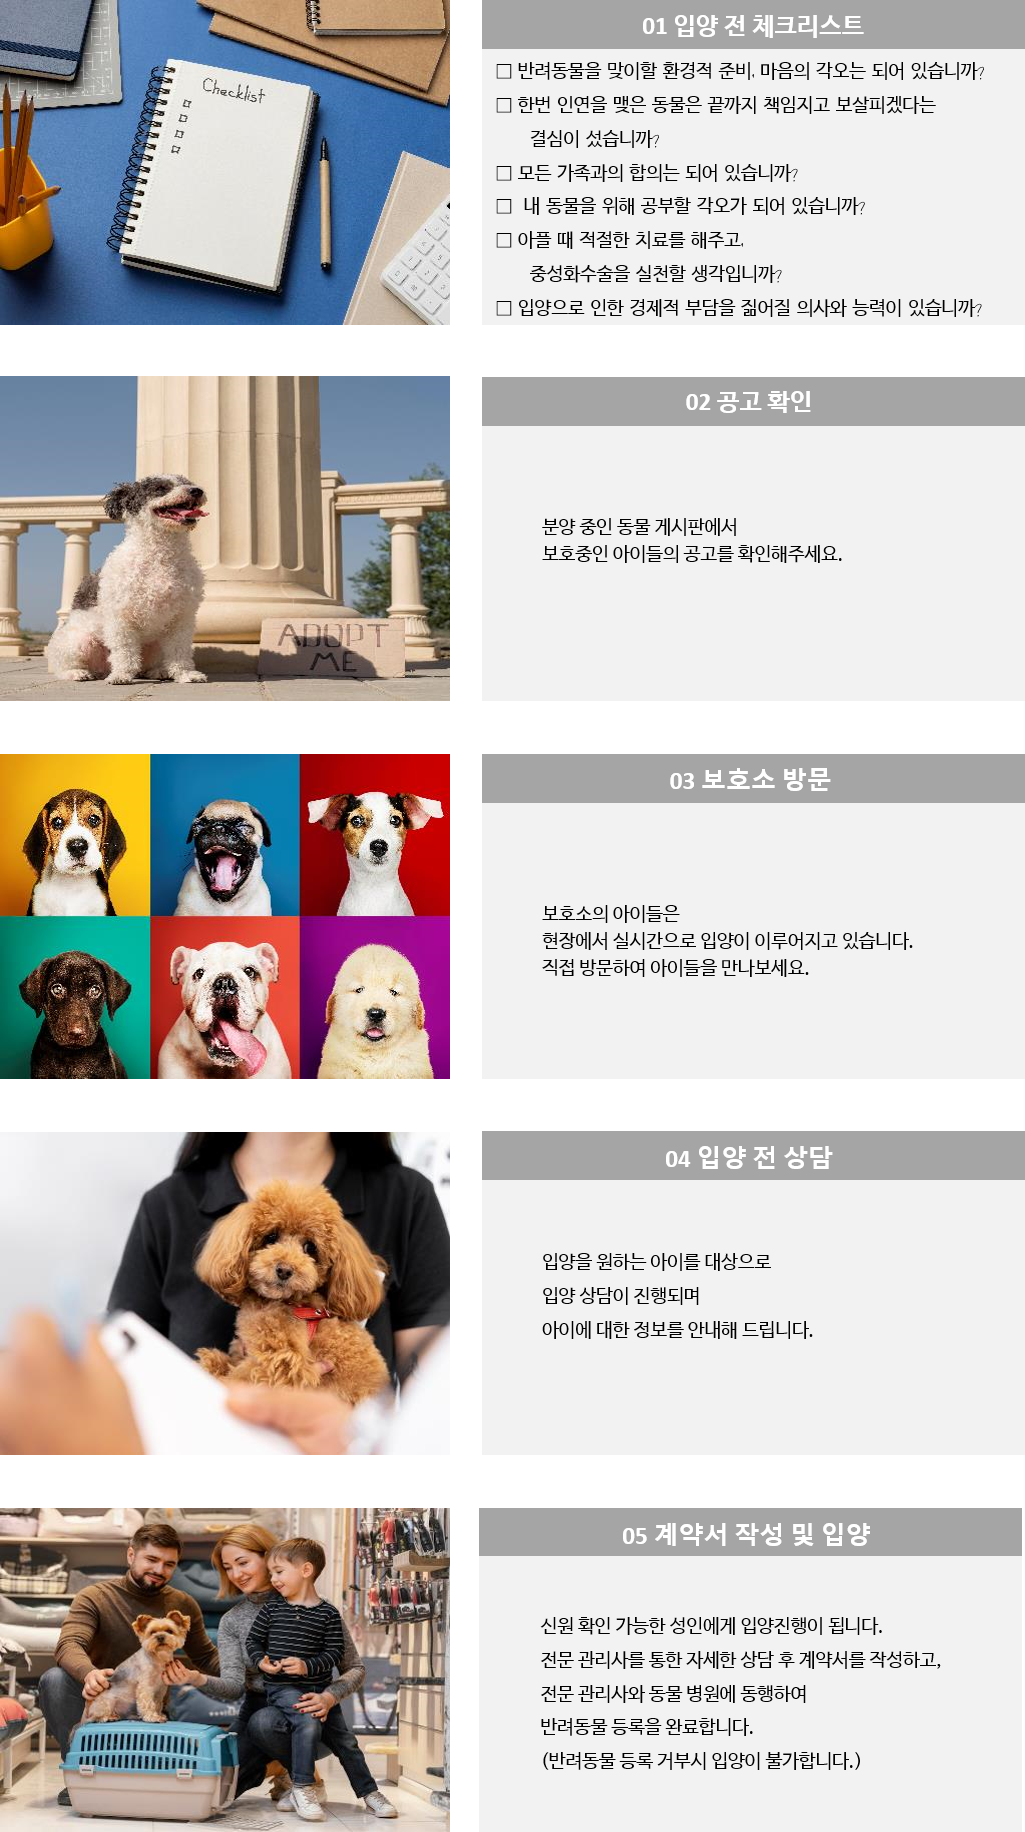 Checklist
01 입양 전 체크리스트
□ 반려동물을 맞이할 환경적 준비, 마음의 각오는 되어 있습니까?
□ 한번 인연을 맺은 동물은 끝까지 책임지고 보살피겠다는
결심이 섰습니까?
□ 모든 가족과의 합의는 되어 있습니까?
□ 내 동물을 위해 공부할 각오가 되어 있습니까?
□ 아플 때 적절한 치료를 해주고,
중성화수술을 실천할 생각입니까?
□ 입양으로 인한 경제적 부담을 짊어질 의사와 능력이 있습니까?
02 공고 확인
분양 중인 동물 게시판에서
보호중인 아이들의 공고를 확인해주세요.
ADOPT
ME
03 보호소 방문
보호소의 아이들은
현장에서 실시간으로 입양이 이루어지고 있습니다.
직접 방문하여 아이들을 만나보세요.
04 입양 전 상담
입양을 원하는 아이를 대상으로
입양 상담이 진행되며
아이에 대한 정보를 안내해 드립니다.
05 계약서 작성 및 입양
신원 확인 가능한 성인에게 입양진행이 됩니다.
전문 관리사를 통한 자세한 상담 후 계약서를 작성하고,
전문 관리사와 동물 병원에 동행하여
반려동물 등록을 완료합니다.
(반려동물 등록 거부시 입양이 불가합니다.)